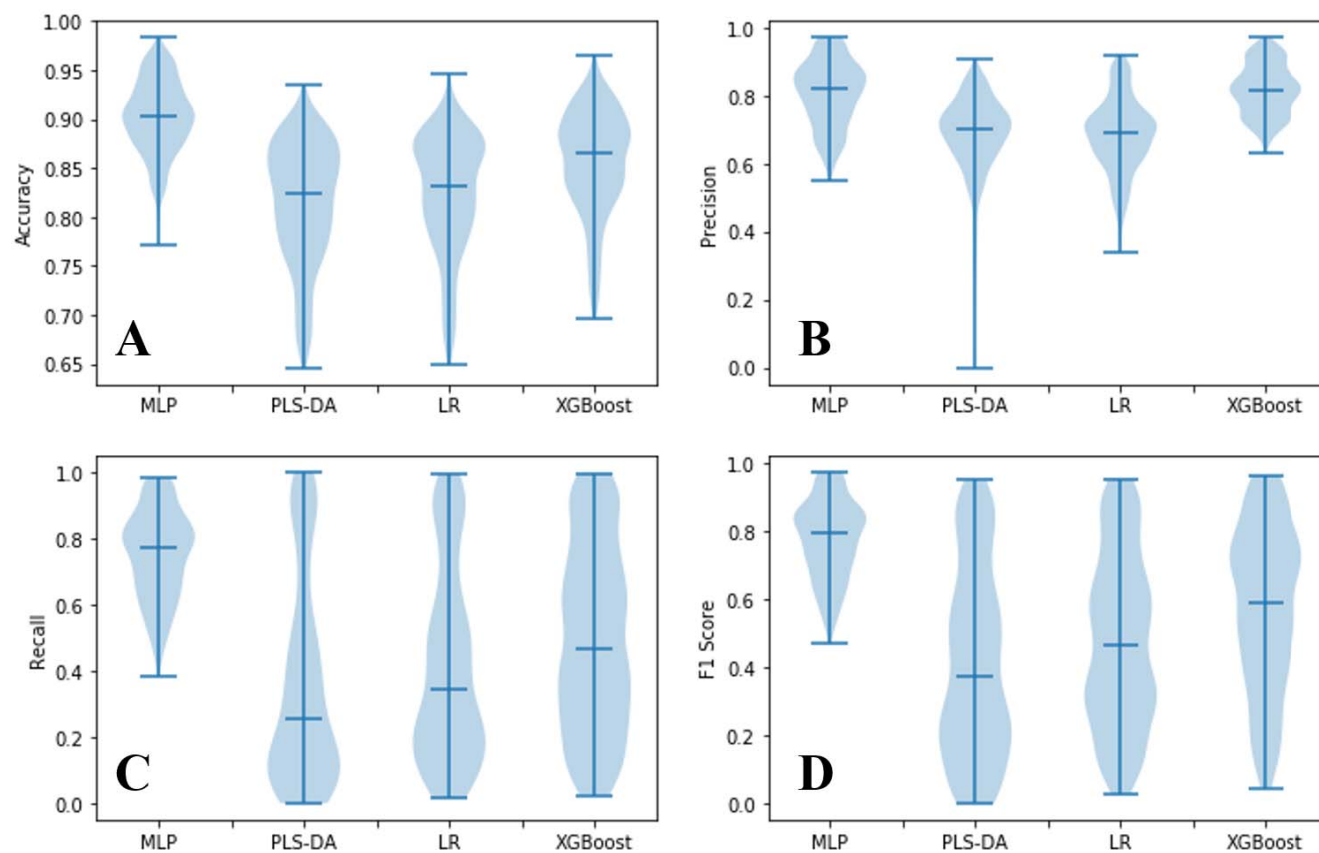 1.00
0.95
0.90
0.85
0.80
0.75
0.70
0.65
Accuracy
A
MLP PLS-DA LR XGBoost
1.0
0.8
0.6
0.4
0.2
0.0
Precision
B
MLP PLS-DA LR XGBoost
1.0
0.8
0.6
0.4
0.2
0.0
Recall
C
MLP PLS-DA LR XGBoost
1.0
0.8
0.6
0.4
0.2
0.0
F1 Score
D
MLP PLS-DA LR XGBoost